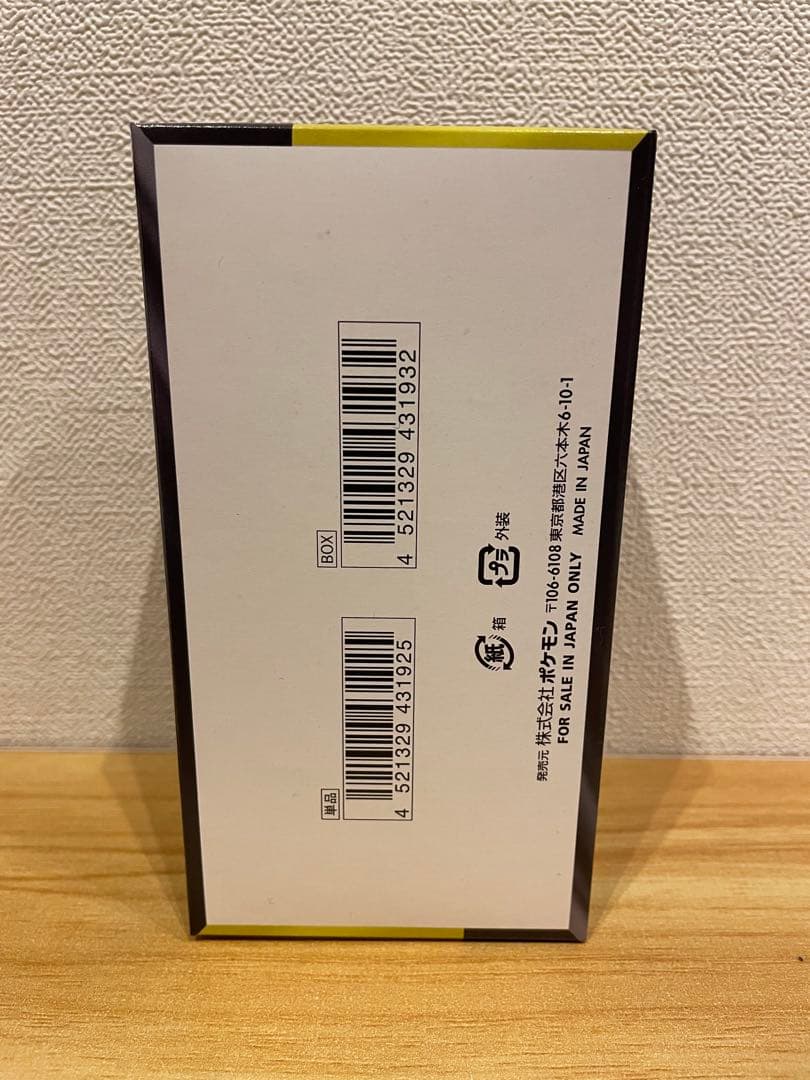 単品
4 521329 431925
BOX
4 521329 431932
紙 箱
プラ 外装
発売元 株式会社 ポケモン 〒106-6108 東京都港区六本木6-10-1
FOR SALE IN JAPAN ONLY MADE IN JAPAN